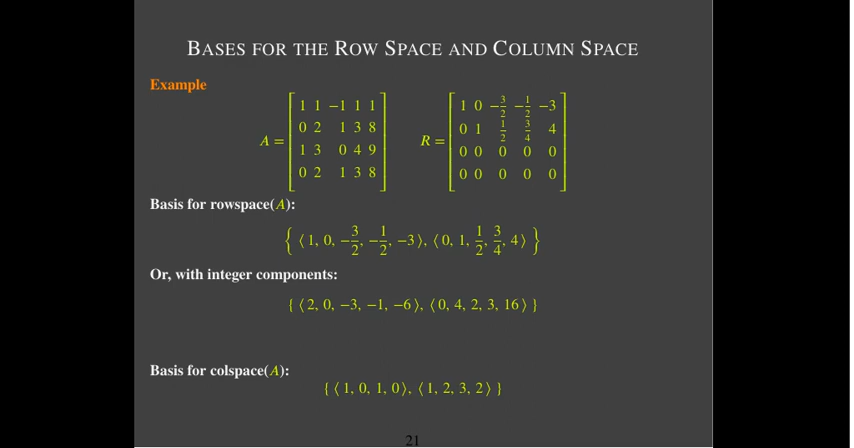 BASES FOR THE ROW SPACE AND COLUMN SPACE
Example
A = [ 1 1 −1 1 1 ; 0 2 1 3 8 ; 1 3 0 4 9 ; 0 2 1 3 8 ] R = [ 1 0 −3/2 −1/2 −3 ; 0 1 1/2 3/4 4 ; 0 0 0 0 0 ; 0 0 0 0 0 ]
Basis for rowspace(A):
{ ⟨ 1, 0, −3/2, −1/2, −3 ⟩, ⟨ 0, 1, 1/2, 3/4, 4 ⟩ }
Or, with integer components:
{ ⟨ 2, 0, −3, −1, −6 ⟩, ⟨ 0, 4, 2, 3, 16 ⟩ }
Basis for colspace(A):
{ ⟨ 1, 0, 1, 0 ⟩, ⟨ 1, 2, 3, 2 ⟩ }
21